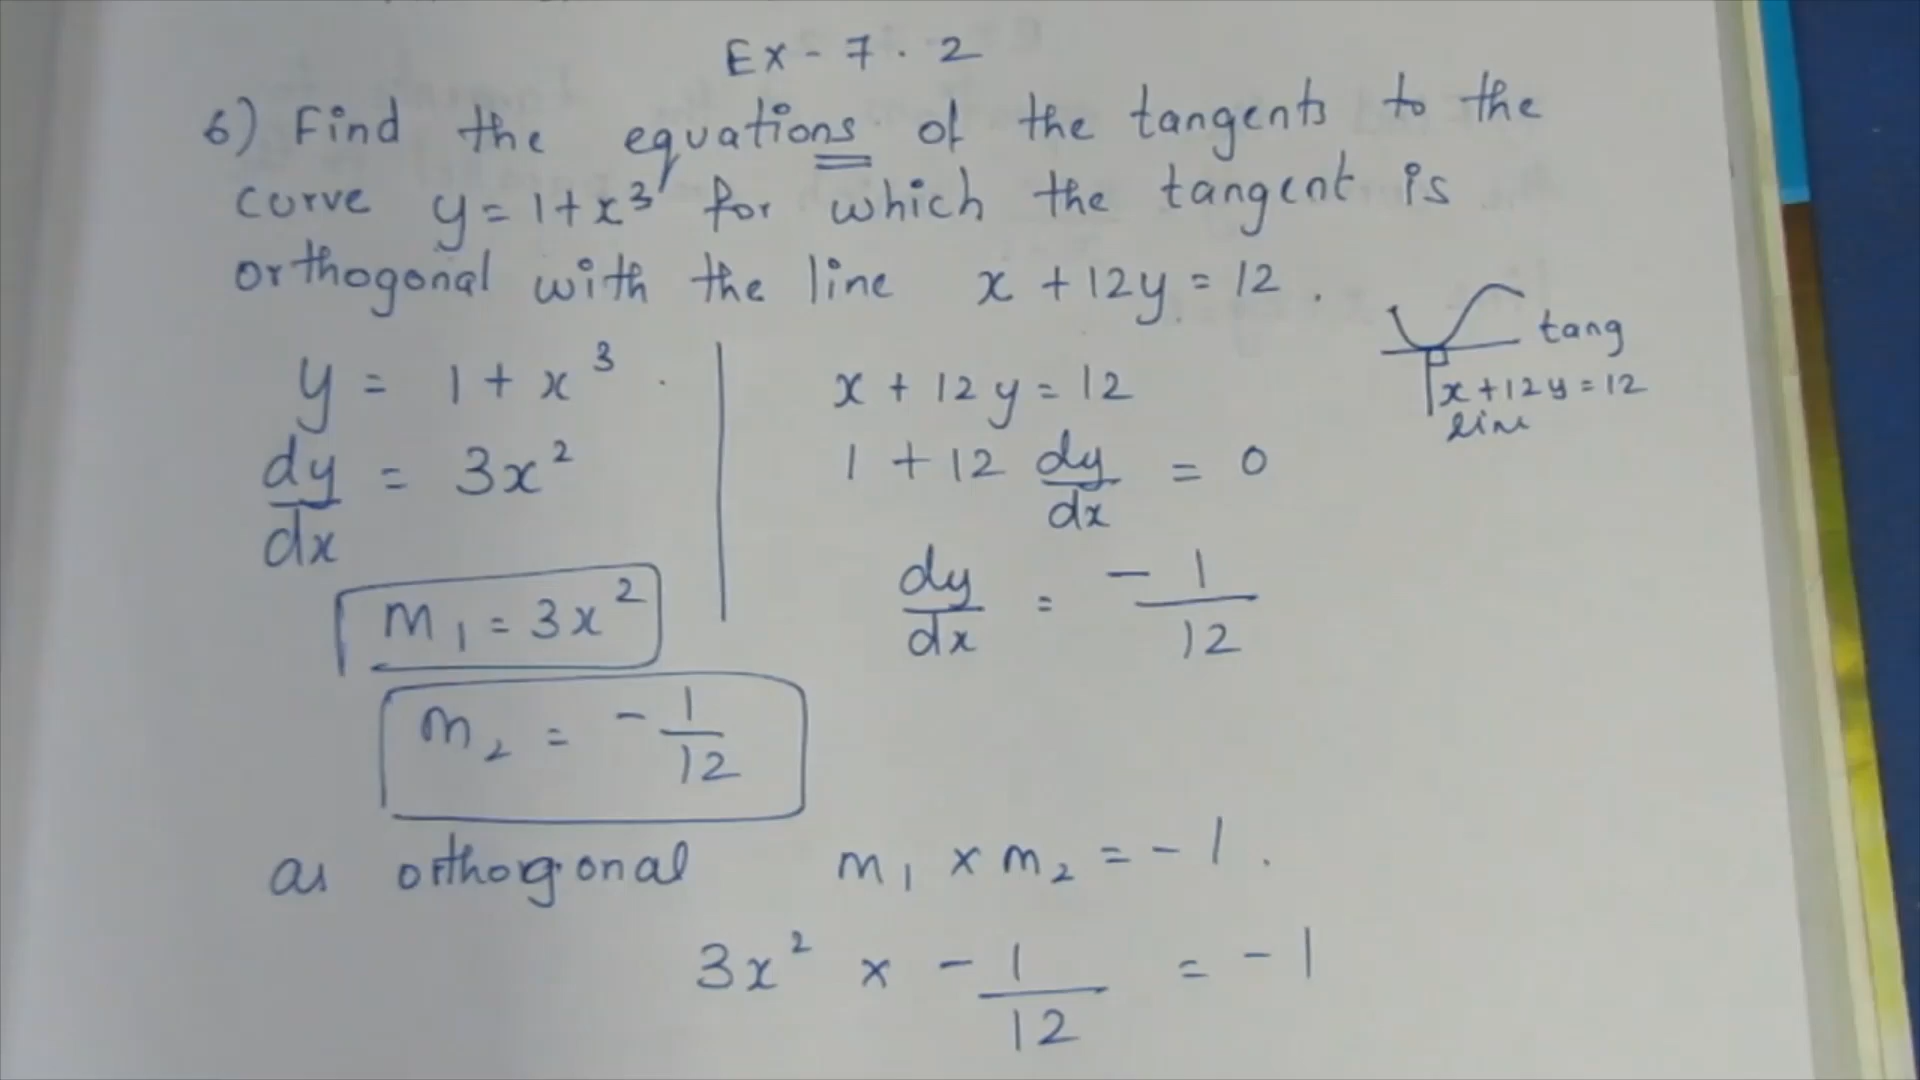 Ex - 7.2
6) Find the equations of the tangents to the
curve y = 1+x³ for which the tangent is
orthogonal with the line x + 12y = 12.
tang
x + 12y = 12
line
y = 1 + x³.
dy/dx = 3x²
m₁ = 3x²
x + 12y = 12
1 + 12 dy/dx = 0
dy/dx = - 1/12
m₂ = - 1/12
as orthogonal m₁ x m₂ = - 1.
3x² x - 1/12 = - 1